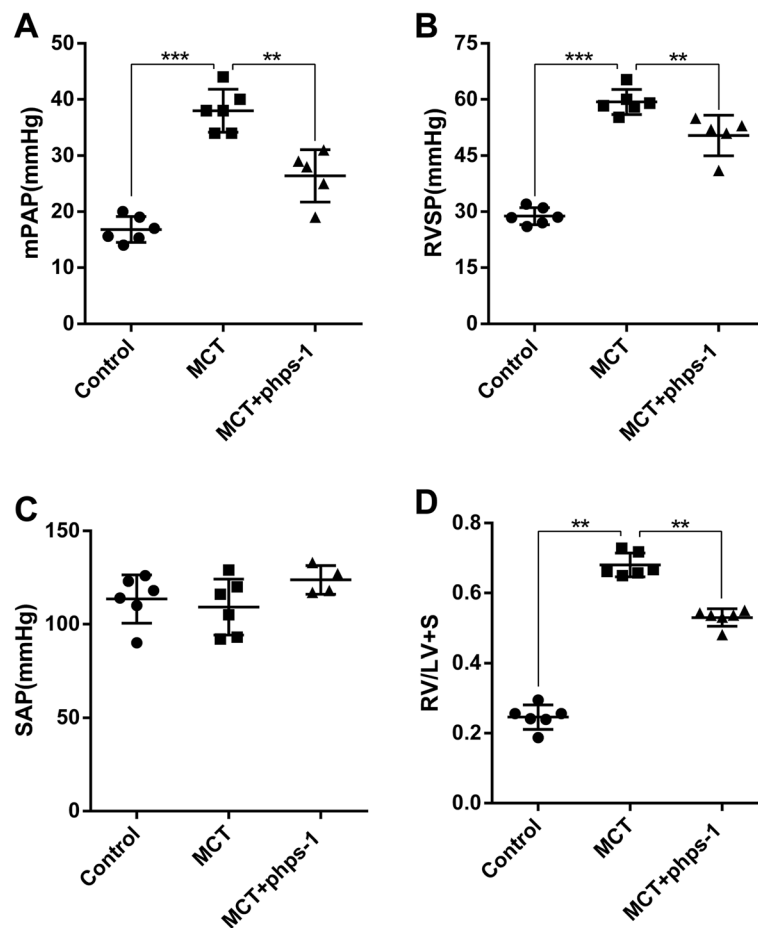 A
mPAP(mmHg)
50
40
30
20
10
0
***
**
Control
MCT
MCT+phps-1
B
RVSP(mmHg)
75
60
45
30
15
0
***
**
Control
MCT
MCT+phps-1
C
SAP(mmHg)
150
100
50
0
Control
MCT
MCT+phps-1
D
RV/LV+S
0.8
0.6
0.4
0.2
0.0
**
**
Control
MCT
MCT+phps-1